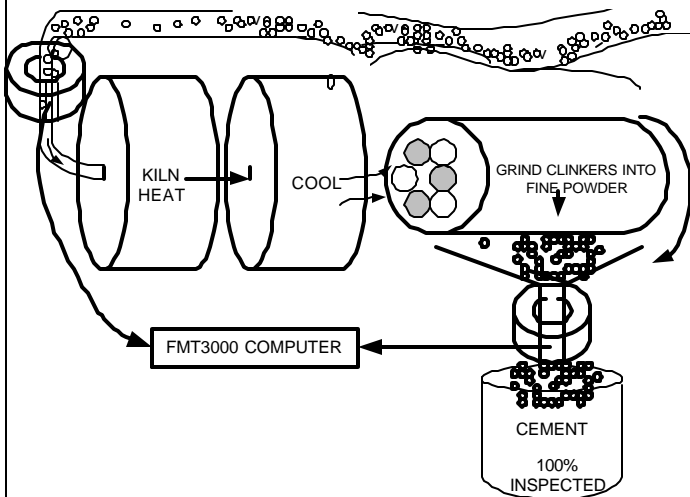 KILN
HEAT
COOL
GRIND CLINKERS INTO
FINE POWDER
FMT3000 COMPUTER
CEMENT
100%
INSPECTED